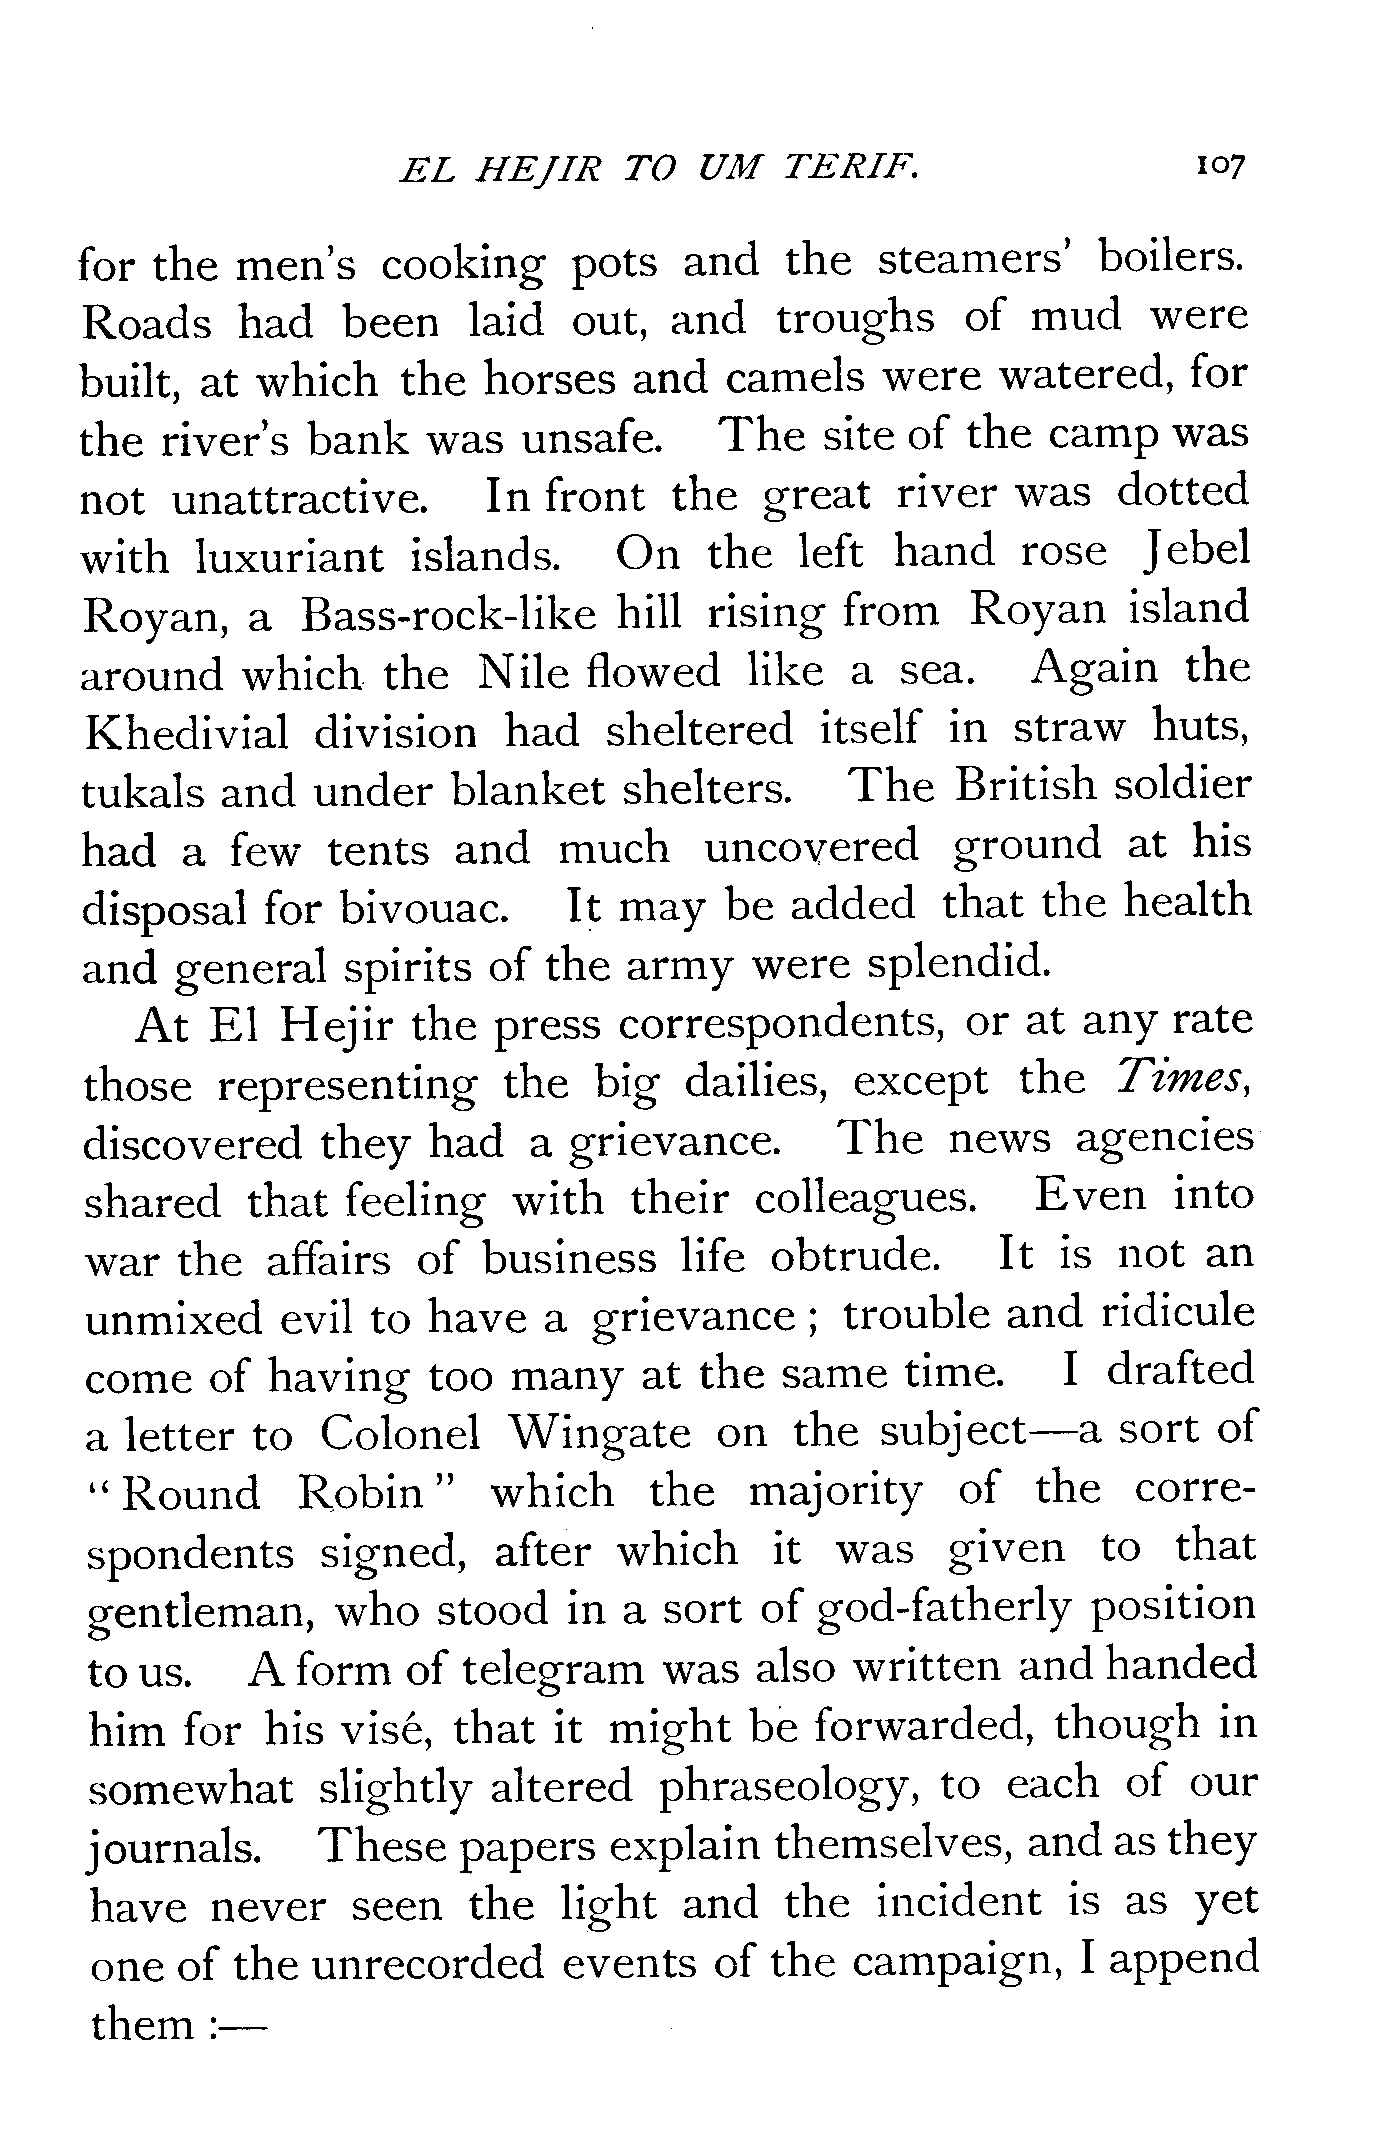 EL HEJIR TO UM TERIF. 107
for the men's cooking pots and the steamers' boilers.
Roads had been laid out, and troughs of mud were
built, at which the horses and camels were watered, for
the river's bank was unsafe. The site of the camp was
not unattractive. In front the great river was dotted
with luxuriant islands. On the left hand rose Jebel
Royan, a Bass-rock-like hill rising from Royan island
around which the Nile flowed like a sea. Again the
Khedivial division had sheltered itself in straw huts,
tukals and under blanket shelters. The British soldier
had a few tents and much uncovered ground at his
disposal for bivouac. It may be added that the health
and general spirits of the army were splendid.
At El Hejir the press correspondents, or at any rate
those representing the big dailies, except the Times,
discovered they had a grievance. The news agencies
shared that feeling with their colleagues. Even into
war the affairs of business life obtrude. It is not an
unmixed evil to have a grievance ; trouble and ridicule
come of having too many at the same time. I drafted
a letter to Colonel Wingate on the subject—a sort of
“ Round Robin ” which the majority of the corre-
spondents signed, after which it was given to that
gentleman, who stood in a sort of god-fatherly position
to us. A form of telegram was also written and handed
him for his visé, that it might be forwarded, though in
somewhat slightly altered phraseology, to each of our
journals. These papers explain themselves, and as they
have never seen the light and the incident is as yet
one of the unrecorded events of the campaign, I append
them :—